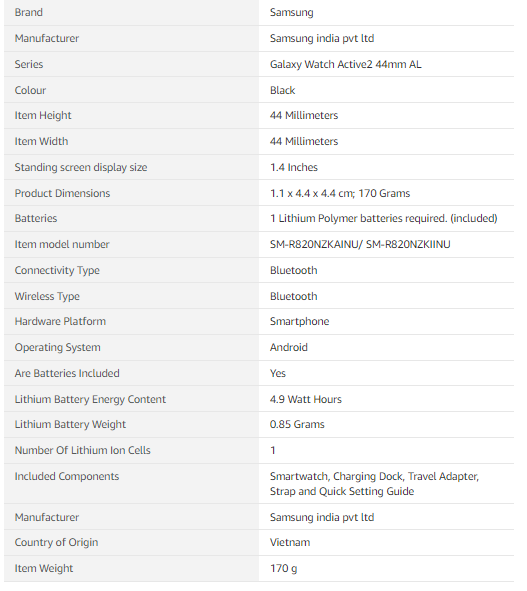 Brand Samsung
Manufacturer Samsung india pvt ltd
Series Galaxy Watch Active2 44mm AL
Colour Black
Item Height 44 Millimeters
Item Width 44 Millimeters
Standing screen display size 1.4 Inches
Product Dimensions 1.1 x 4.4 x 4.4 cm; 170 Grams
Batteries 1 Lithium Polymer batteries required. (included)
Item model number SM-R820NZKAINU/ SM-R820NZKIINU
Connectivity Type Bluetooth
Wireless Type Bluetooth
Hardware Platform Smartphone
Operating System Android
Are Batteries Included Yes
Lithium Battery Energy Content 4.9 Watt Hours
Lithium Battery Weight 0.85 Grams
Number Of Lithium Ion Cells 1
Included Components Smartwatch, Charging Dock, Travel Adapter,
Strap and Quick Setting Guide
Manufacturer Samsung india pvt ltd
Country of Origin Vietnam
Item Weight 170 g